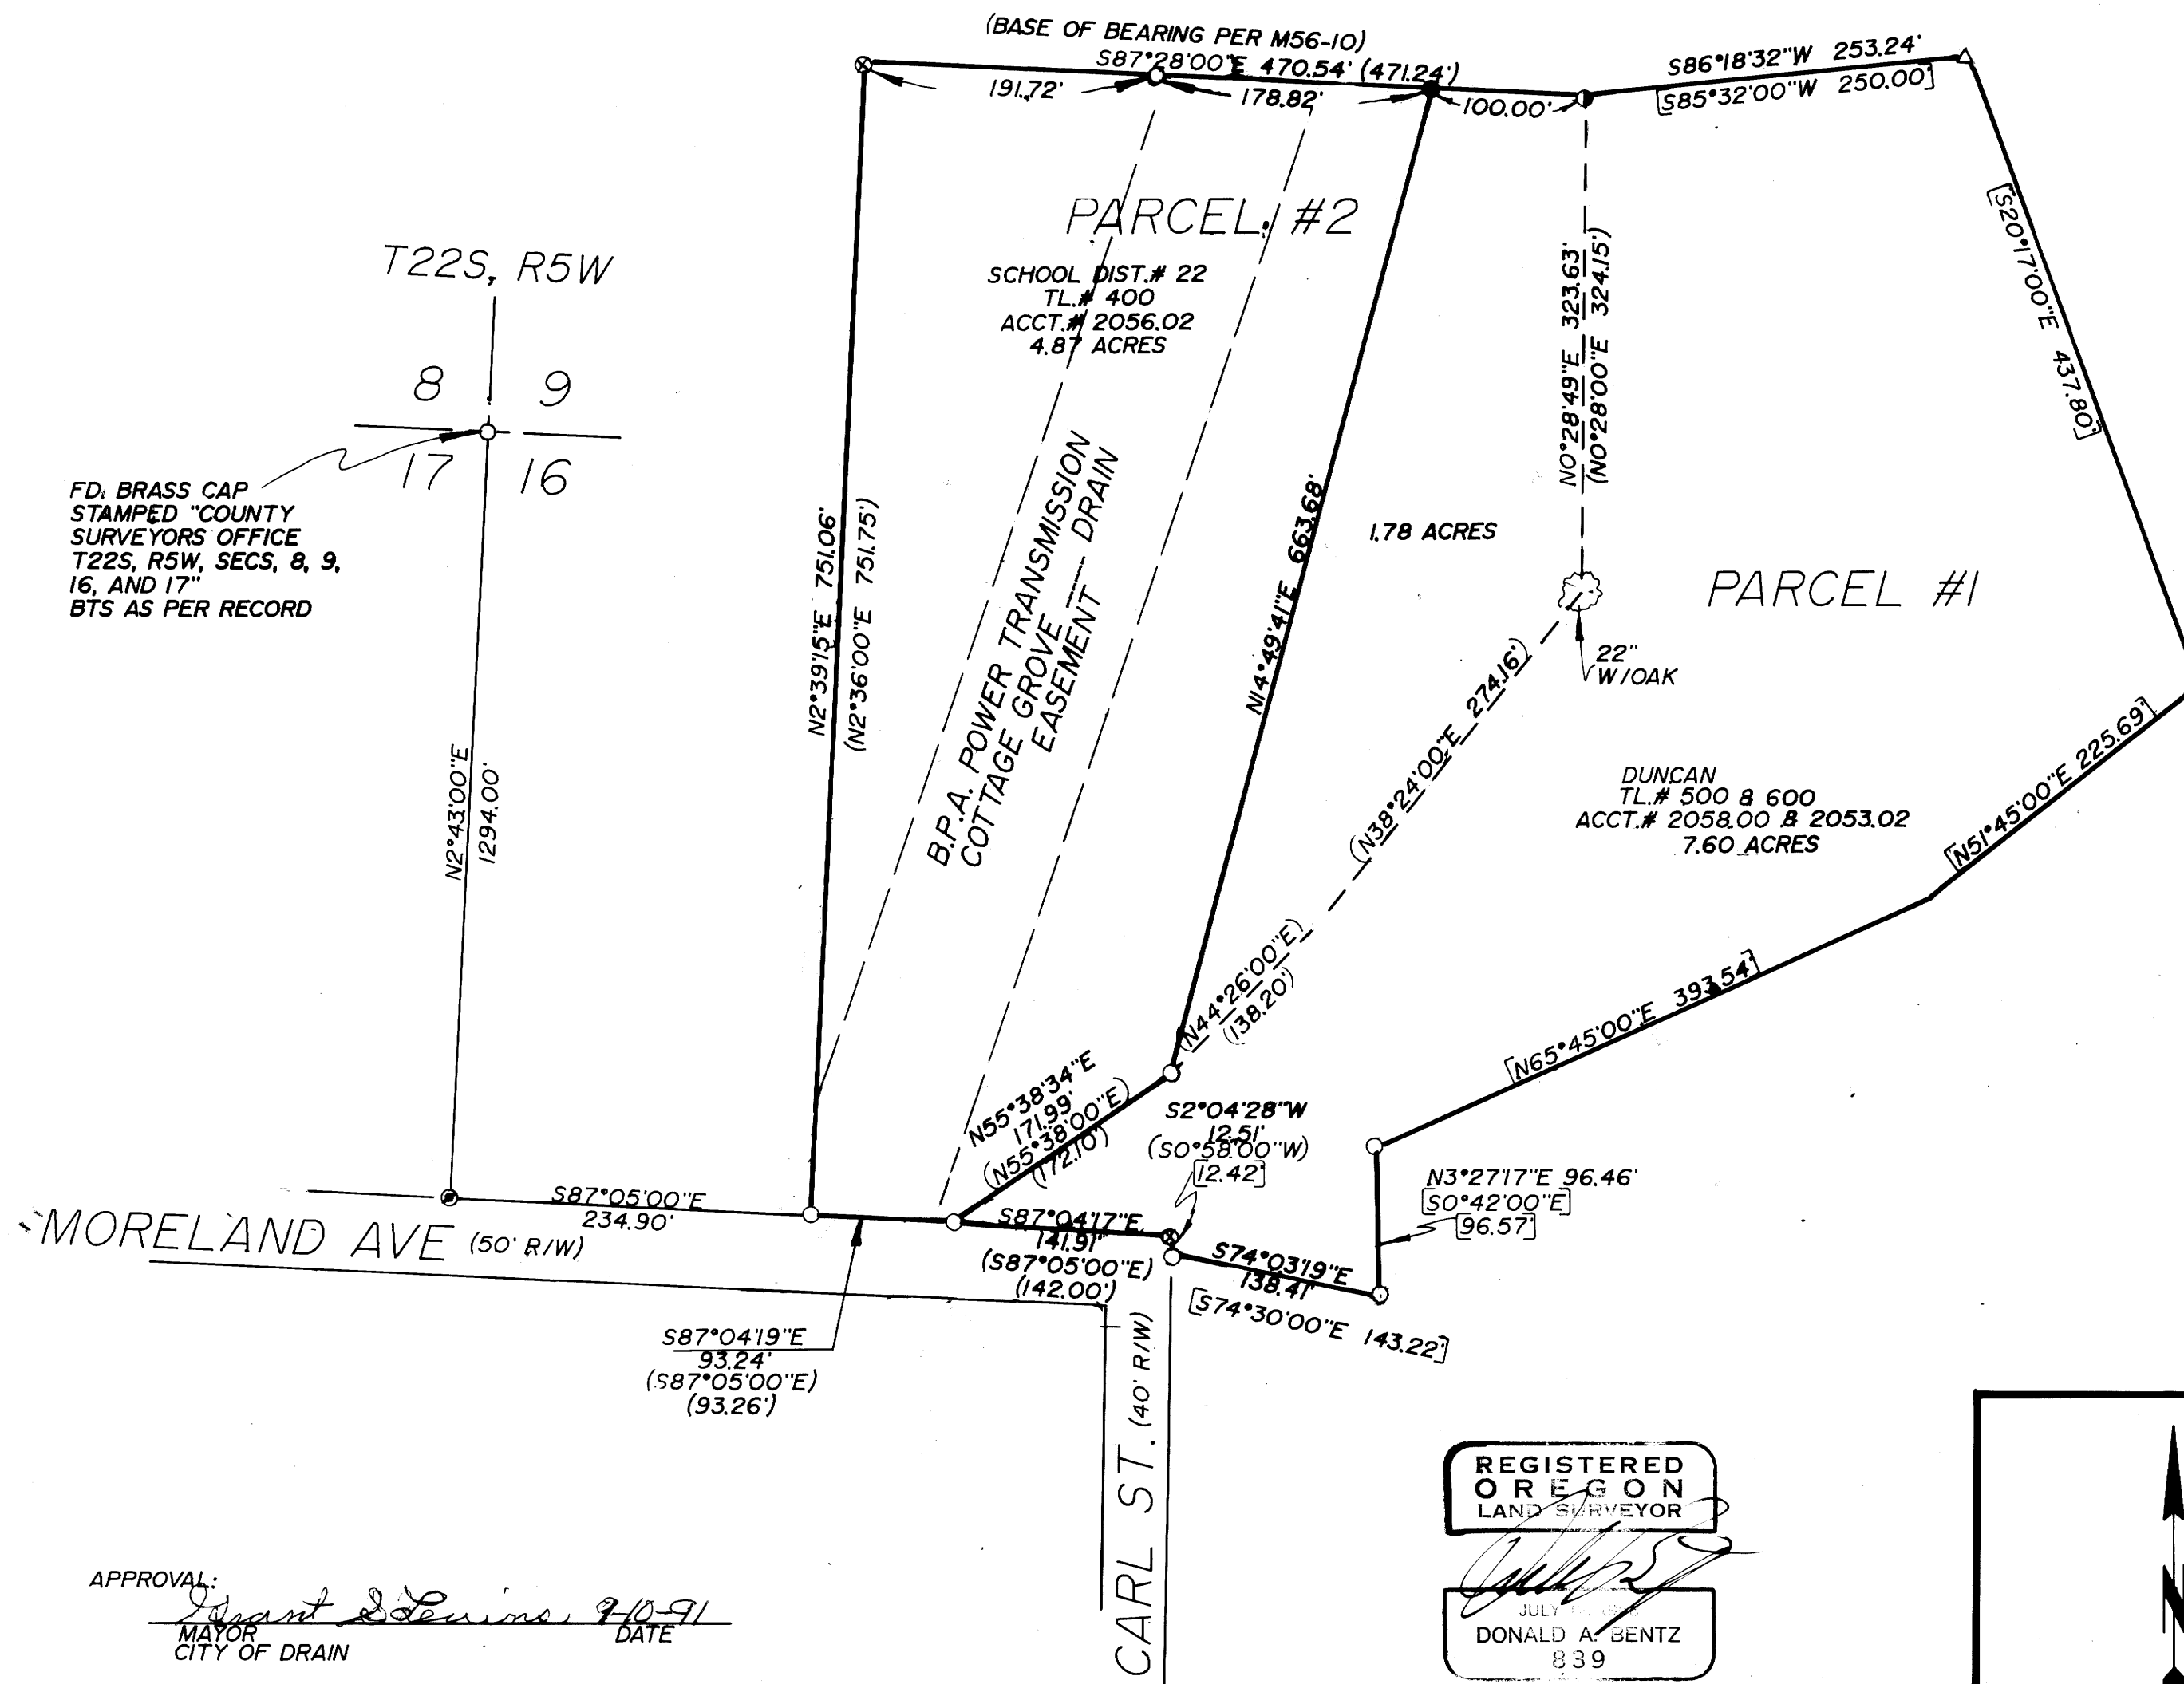 (BASE OF BEARING PER M56-10)
S87°28'00"E 470.54' (471.24')
191.72'
178.82'
100.00'
S86°18'32"W 253.24'
[S85°32'00"W 250.00]
[S20°17'00"E 437.80']
PARCEL #2
SCHOOL DIST.# 22
TL.# 400
ACCT.# 2056.02
4.87 ACRES
T22S, R5W
8 9
17 16
FD. BRASS CAP
STAMPED "COUNTY
SURVEYORS OFFICE
T22S, R5W, SECS, 8, 9,
16, AND 17"
BTS AS PER RECORD
N2°43'00"E
1294.00'
N2°39'15"E 751.06'
(N2°36'00"E 751.75')
B.P.A. POWER TRANSMISSION
COTTAGE GROVE — DRAIN
EASEMENT
N14°49'41"E 663.68'
1.78 ACRES
N0°28'49"E 323.63'
(N0°28'00"E 324.15')
PARCEL #1
22"
W/OAK
(N38°24'00"E 274.16')
DUNCAN
TL.# 500 & 600
ACCT.# 2058.00 & 2053.02
7.60 ACRES
[N51°45'00"E 225.69']
[N65°45'00"E 393.54']
(N44°26'00"E)
(138.20')
N55°38'34"E
171.99'
(N55°38'00"E)
(172.10')
S2°04'28"W
12.51'
(S0°58'00"W)
[12.42']
N3°27'17"E 96.46'
[S0°42'00"E]
[96.57']
S87°05'00"E
234.90'
MORELAND AVE (50' R/W)
S87°04'17"E
141.91'
(S87°05'00"E)
(142.00')
S74°03'19"E
138.41'
[S74°30'00"E 143.22']
S87°04'19"E
93.24'
(S87°05'00"E)
(93.26')
CARL ST. (40' R/W)
REGISTERED
OREGON
LAND SURVEYOR
JULY
DONALD A. BENTZ
839
APPROVAL:
Grant 9-10-91
MAYOR DATE
CITY OF DRAIN
N